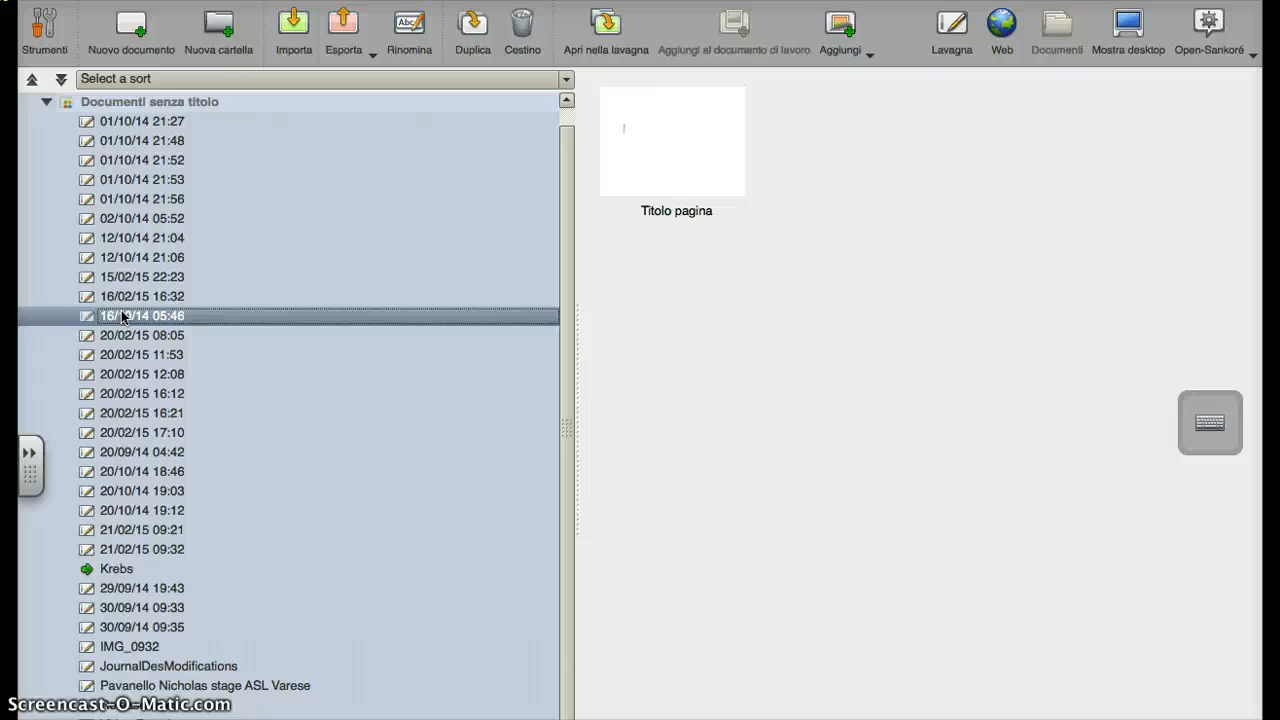 Strumenti
Nuovo documento
Nuova cartella
Importa
Esporta
Abc
Rinomina
Duplica
Cestino
Apri nella lavagna
Aggiungi al documento di lavoro
Aggiungi
Lavagna
Web
Documenti
Mostra desktop
Open-Sankoré
Select a sort
Documenti senza titolo
01/10/14 21:27
01/10/14 21:48
01/10/14 21:52
01/10/14 21:53
01/10/14 21:56
02/10/14 05:52
12/10/14 21:04
12/10/14 21:06
15/02/15 22:23
16/02/15 16:32
05:46
20/02/15 08:05
20/02/15 11:53
20/02/15 12:08
20/02/15 16:12
20/02/15 16:21
20/02/15 17:10
20/09/14 04:42
20/10/14 18:46
20/10/14 19:03
20/10/14 19:12
21/02/15 09:21
21/02/15 09:32
Krebs
29/09/14 19:43
30/09/14 09:33
30/09/14 09:35
IMG_0932
JournalDesModifications
Pavanello Nicholas stage ASL Varese
Titolo pagina
Screencast-O-Matic.com